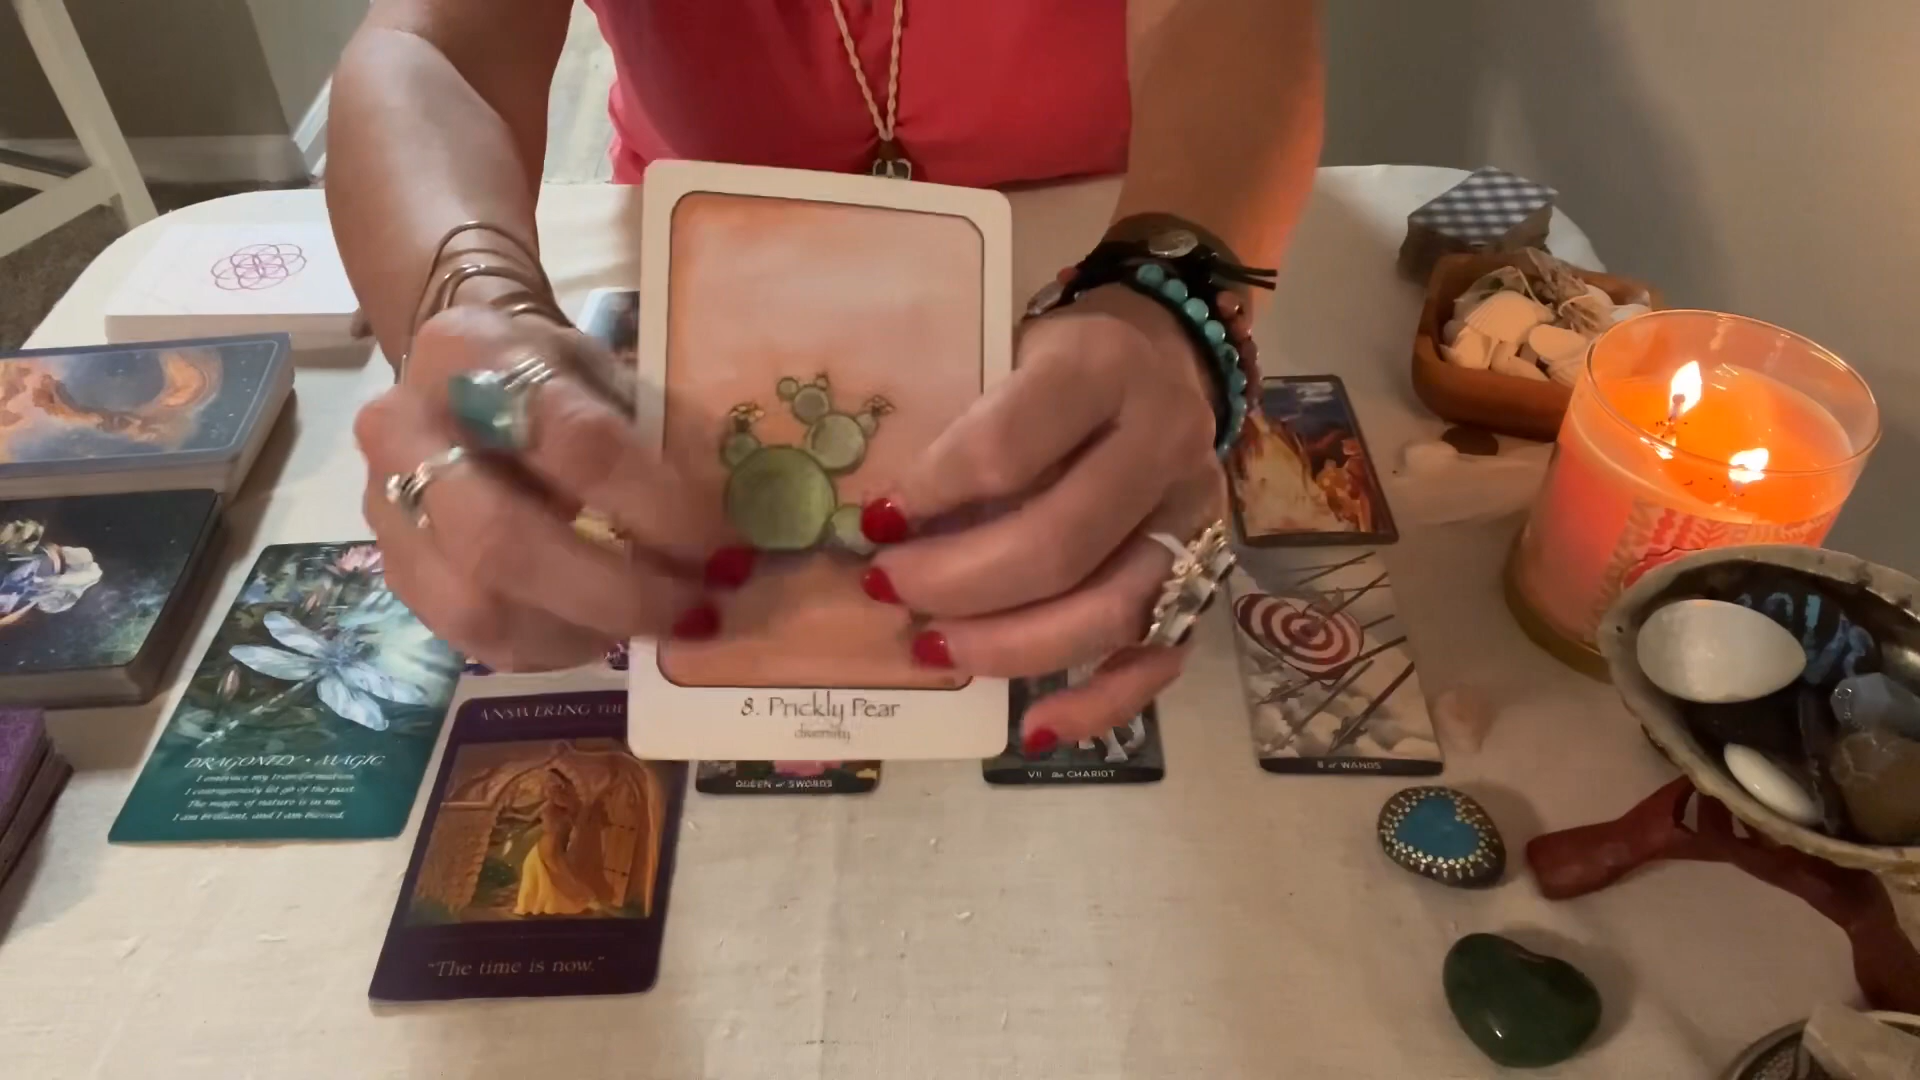 8. Prickly Pear
diversity
DRAGONFLY • MAGIC
I embrace my transformation.
I courageously let go of the past.
The magic of nature is in me.
I am brilliant, and I am blessed.
ANSWERING THE
"The time is now."
QUEEN of SWORDS
VII the CHARIOT
8 of WANDS